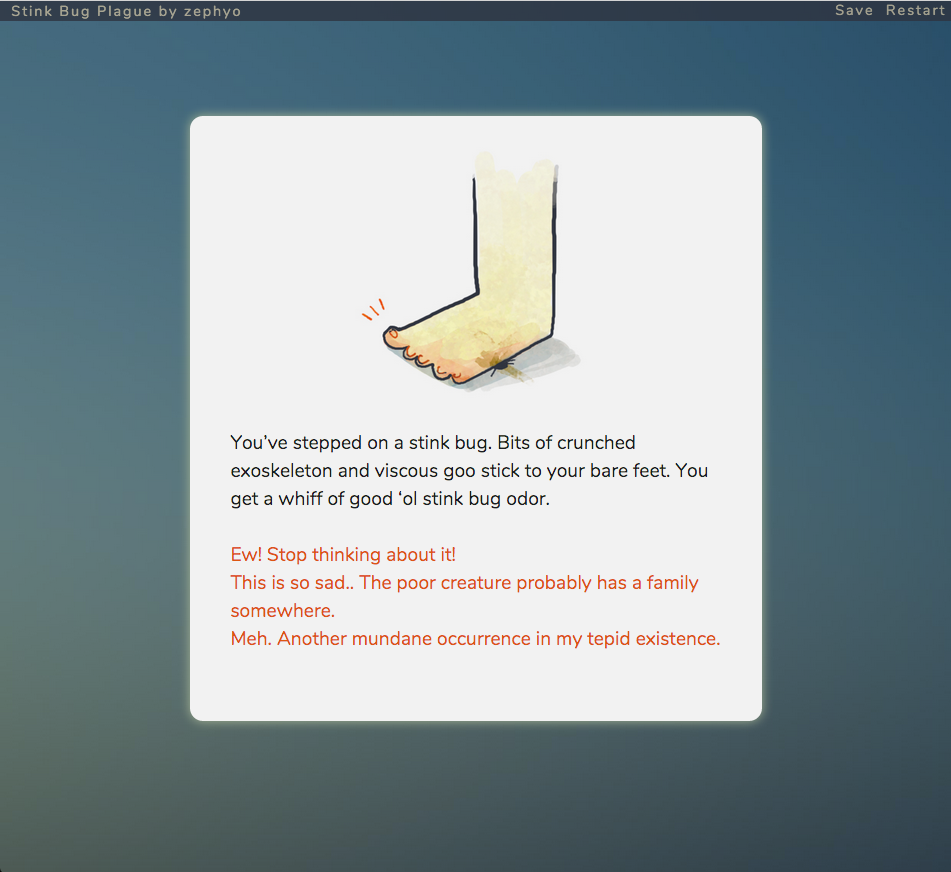 Stink Bug Plague by zephyo
Save Restart
You’ve stepped on a stink bug. Bits of crunched
exoskeleton and viscous goo stick to your bare feet. You
get a whiff of good ‘ol stink bug odor.
Ew! Stop thinking about it!
This is so sad.. The poor creature probably has a family
somewhere.
Meh. Another mundane occurrence in my tepid existence.